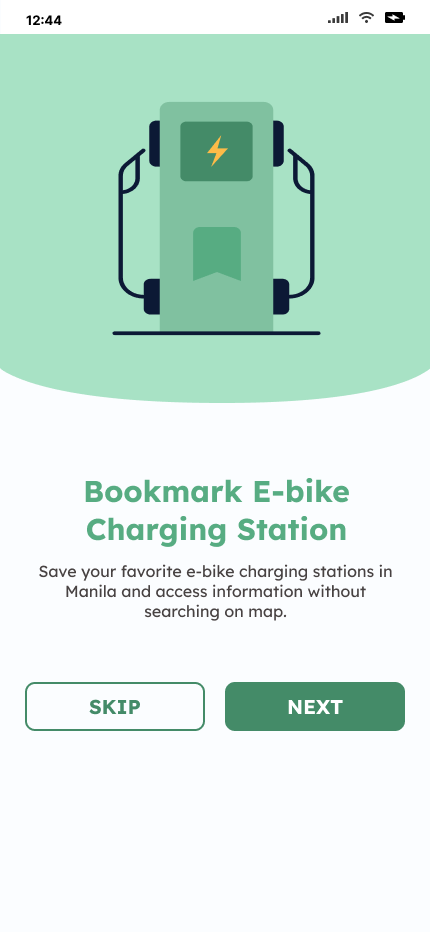 12:44
Bookmark E-bike
Charging Station
Save your favorite e-bike charging stations in
Manila and access information without
searching on map.
SKIP
NEXT